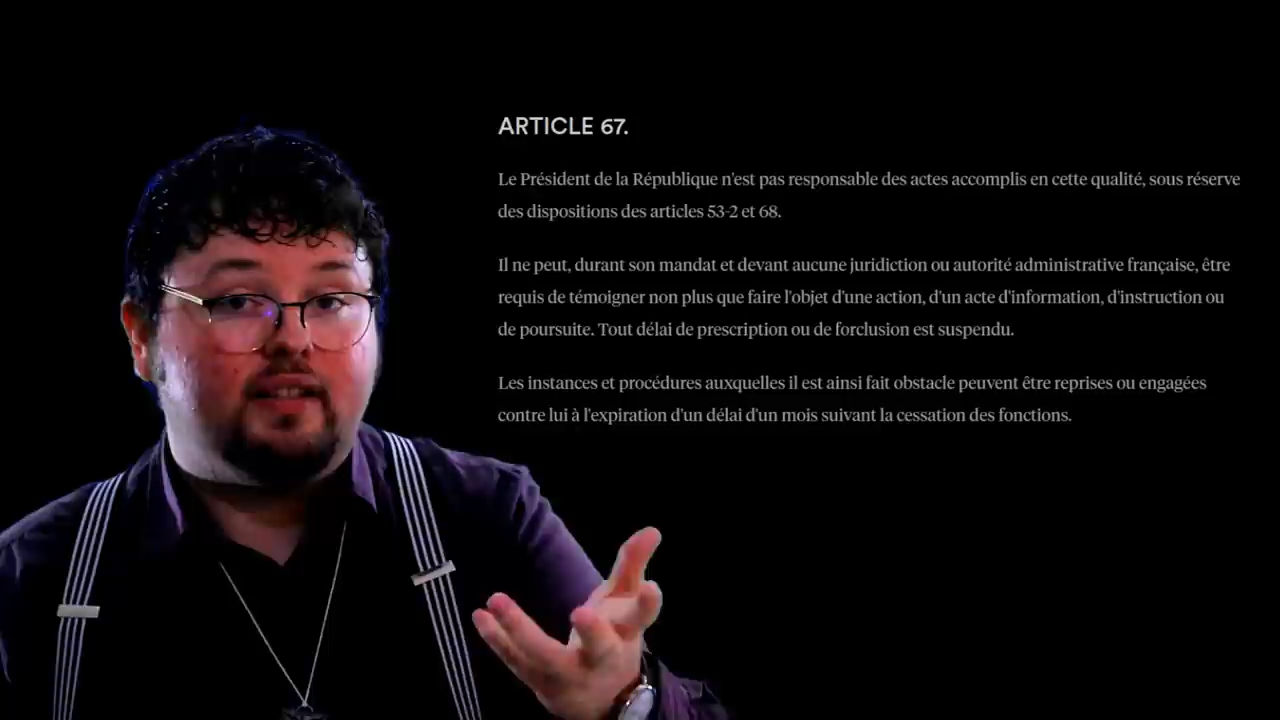 ARTICLE 67.
Le Président de la République n'est pas responsable des actes accomplis en cette qualité, sous réserve
des dispositions des articles 53-2 et 68.
Il ne peut, durant son mandat et devant aucune juridiction ou autorité administrative française, être
requis de témoigner non plus que faire l'objet d'une action, d'un acte d'information, d'instruction ou
de poursuite. Tout délai de prescription ou de forclusion est suspendu.
Les instances et procédures auxquelles il est ainsi fait obstacle peuvent être reprises ou engagées
contre lui à l'expiration d'un délai d'un mois suivant la cessation des fonctions.